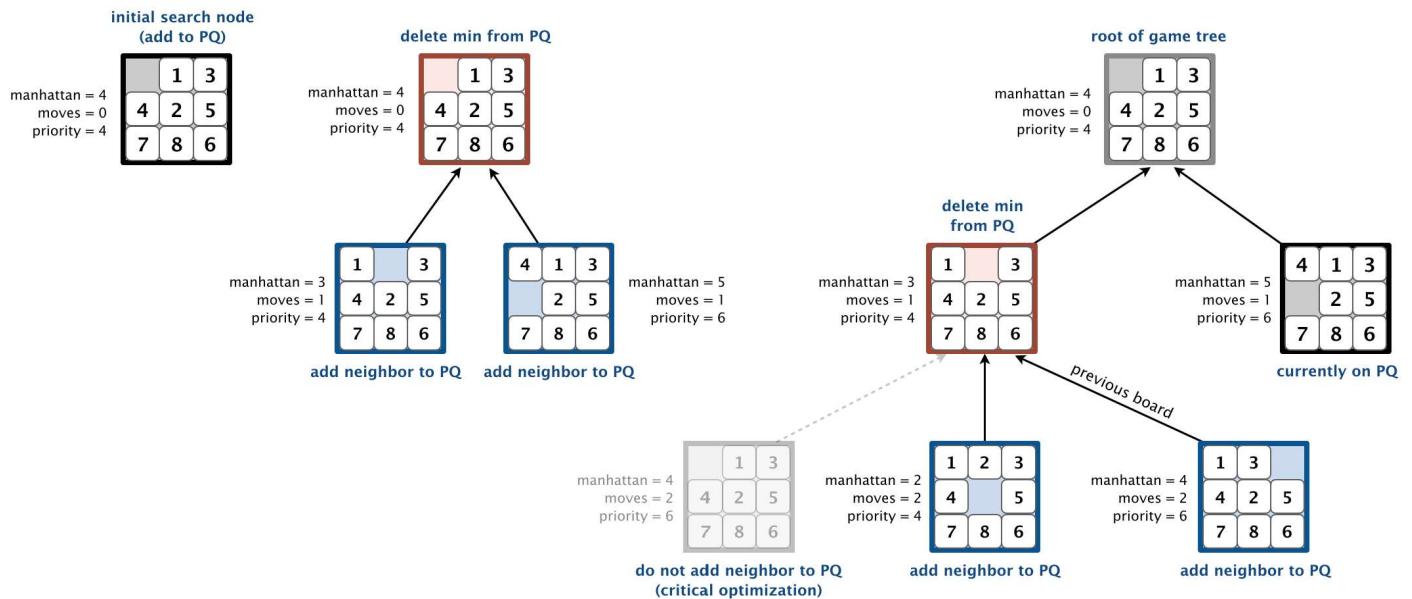 initial search node
(add to PQ)
manhattan = 4
moves = 0
priority = 4
1 3
4 2 5
7 8 6
delete min from PQ
manhattan = 4
moves = 0
priority = 4
1 3
4 2 5
7 8 6
manhattan = 3
moves = 1
priority = 4
1 3
4 2 5
7 8 6
add neighbor to PQ
4 1 3
2 5
7 8 6
manhattan = 5
moves = 1
priority = 6
add neighbor to PQ
root of game tree
manhattan = 4
moves = 0
priority = 4
1 3
4 2 5
7 8 6
delete min
from PQ
manhattan = 3
moves = 1
priority = 4
1 3
4 2 5
7 8 6
manhattan = 5
moves = 1
priority = 6
4 1 3
2 5
7 8 6
currently on PQ
previous board
manhattan = 4
moves = 2
priority = 6
1 3
4 2 5
7 8 6
do not add neighbor to PQ
(critical optimization)
manhattan = 2
moves = 2
priority = 4
1 2 3
4 5
7 8 6
add neighbor to PQ
manhattan = 4
moves = 2
priority = 6
1 3
4 2 5
7 8 6
add neighbor to PQ